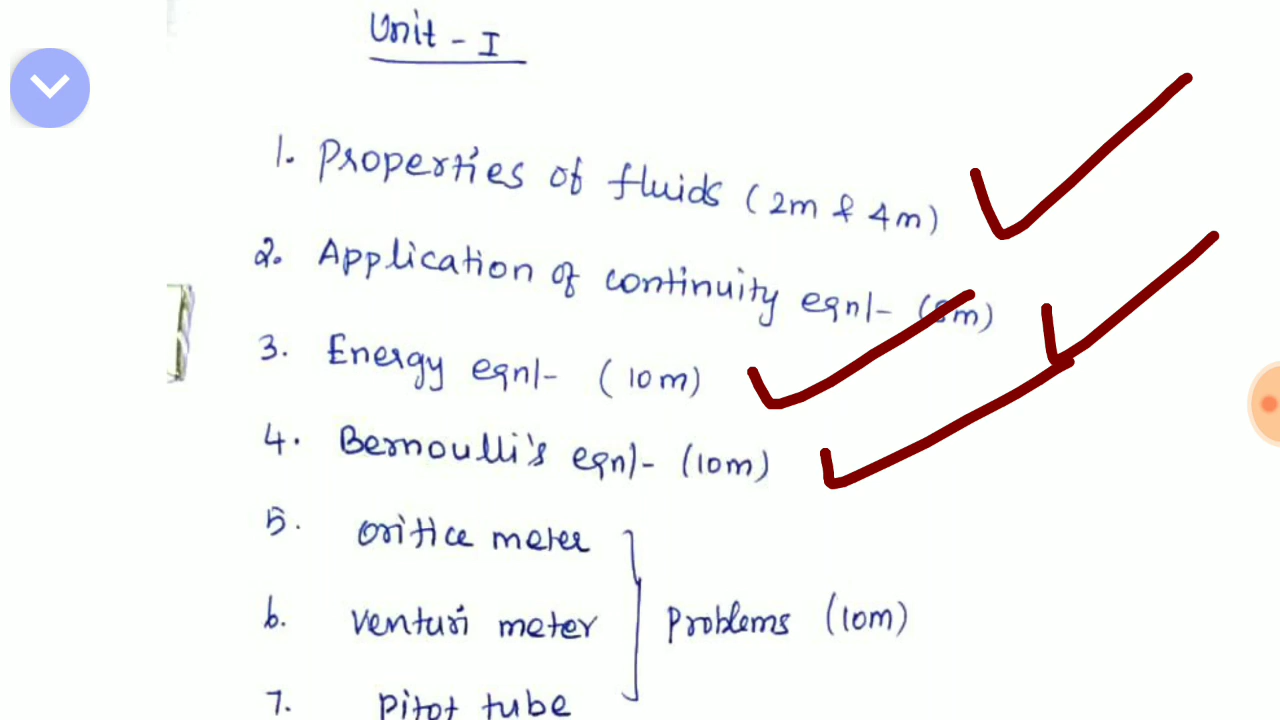 Unit - I
1. Properties of fluids (2m & 4m)
2. Application of continuity eqn/- (8m)
3. Energy eqn/- (10m)
4. Bernoulli's eqn/- (10m)
5. Orifice meter
6. Venturi meter
Problems (10m)
7. Pitot tube